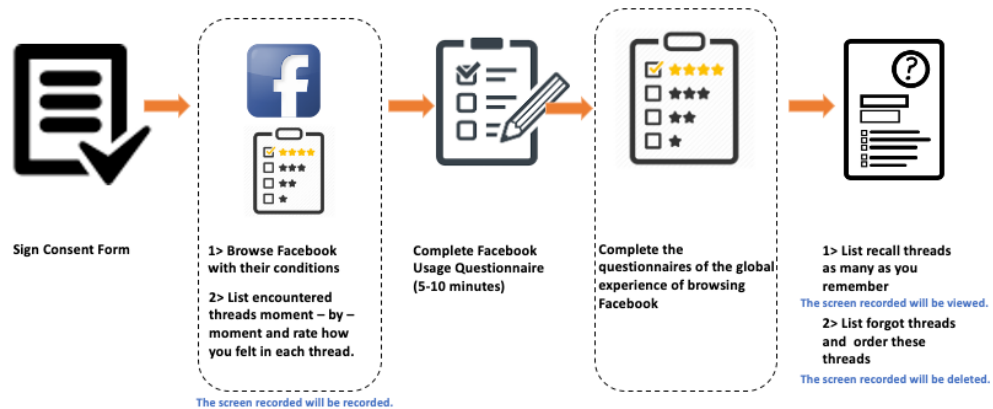 Sign Consent Form
1> Browse Facebook
with their conditions
2> List encountered
threads moment – by –
moment and rate how
you felt in each thread.
The screen recorded will be recorded.
Complete Facebook
Usage Questionnaire
(5-10 minutes)
Complete the
questionnaires of the global
experience of browsing
Facebook
1> List recall threads
as many as you
remember
The screen recorded will be viewed.
2> List forgot threads
and order these
threads
The screen recorded will be deleted.